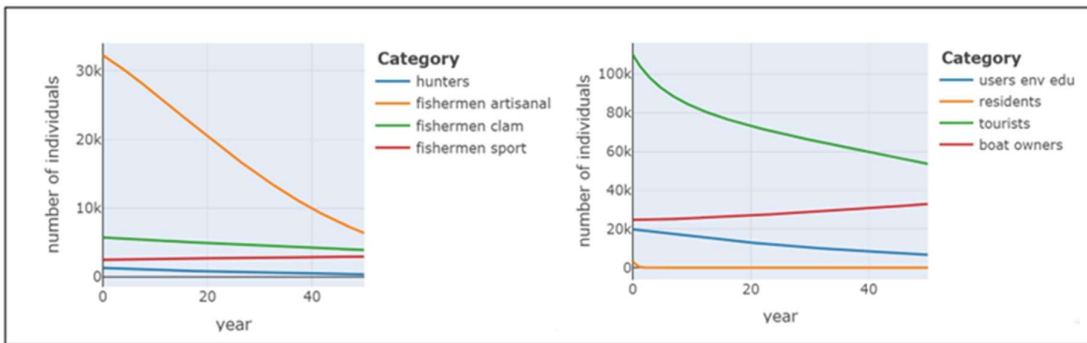 Category
hunters
fishermen artisanal
fishermen clam
fishermen sport
number of individuals
30k
20k
10k
0
0
20
40
year
Category
users env edu
residents
tourists
boat owners
number of individuals
100k
80k
60k
40k
20k
0
0
20
40
year